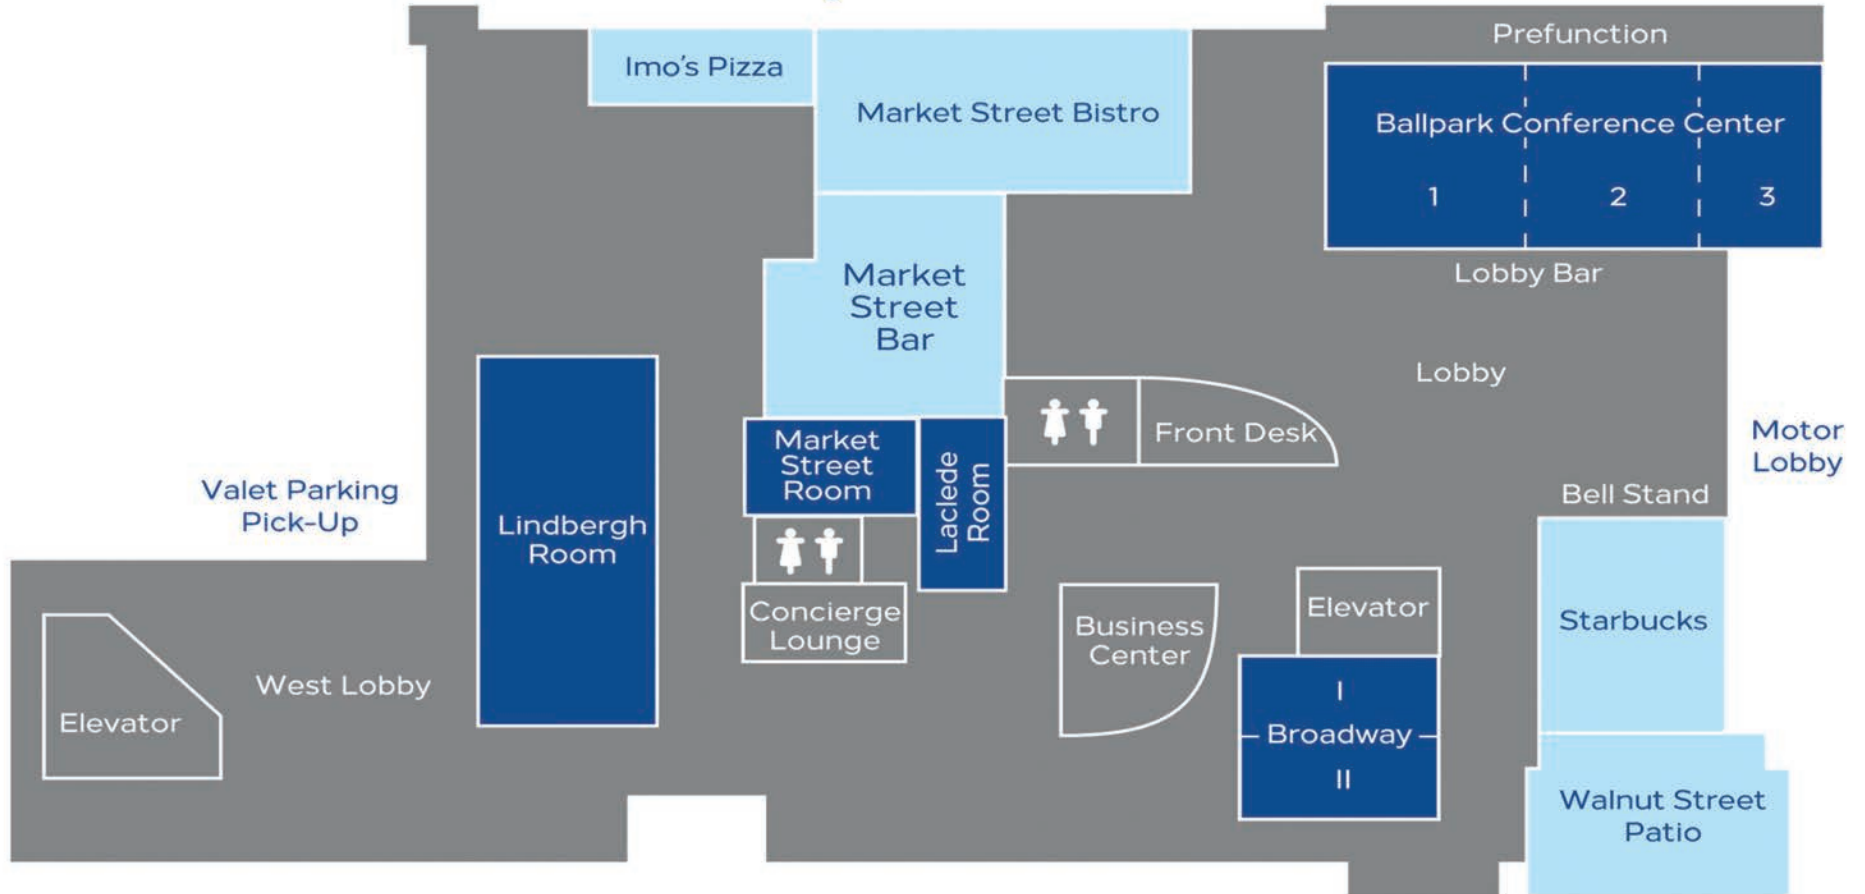 Prefunction
Imo's Pizza
Market Street Bistro
Ballpark Conference Center
1
2
3
Lobby Bar
Market
Street
Bar
Lobby
Front Desk
Motor
Lobby
Market
Street
Room
Laclede
Room
Valet Parking
Pick-Up
Bell Stand
Lindbergh
Room
Concierge
Lounge
Business
Center
Elevator
Starbucks
West Lobby
Elevator
I
Broadway
II
Walnut Street
Patio